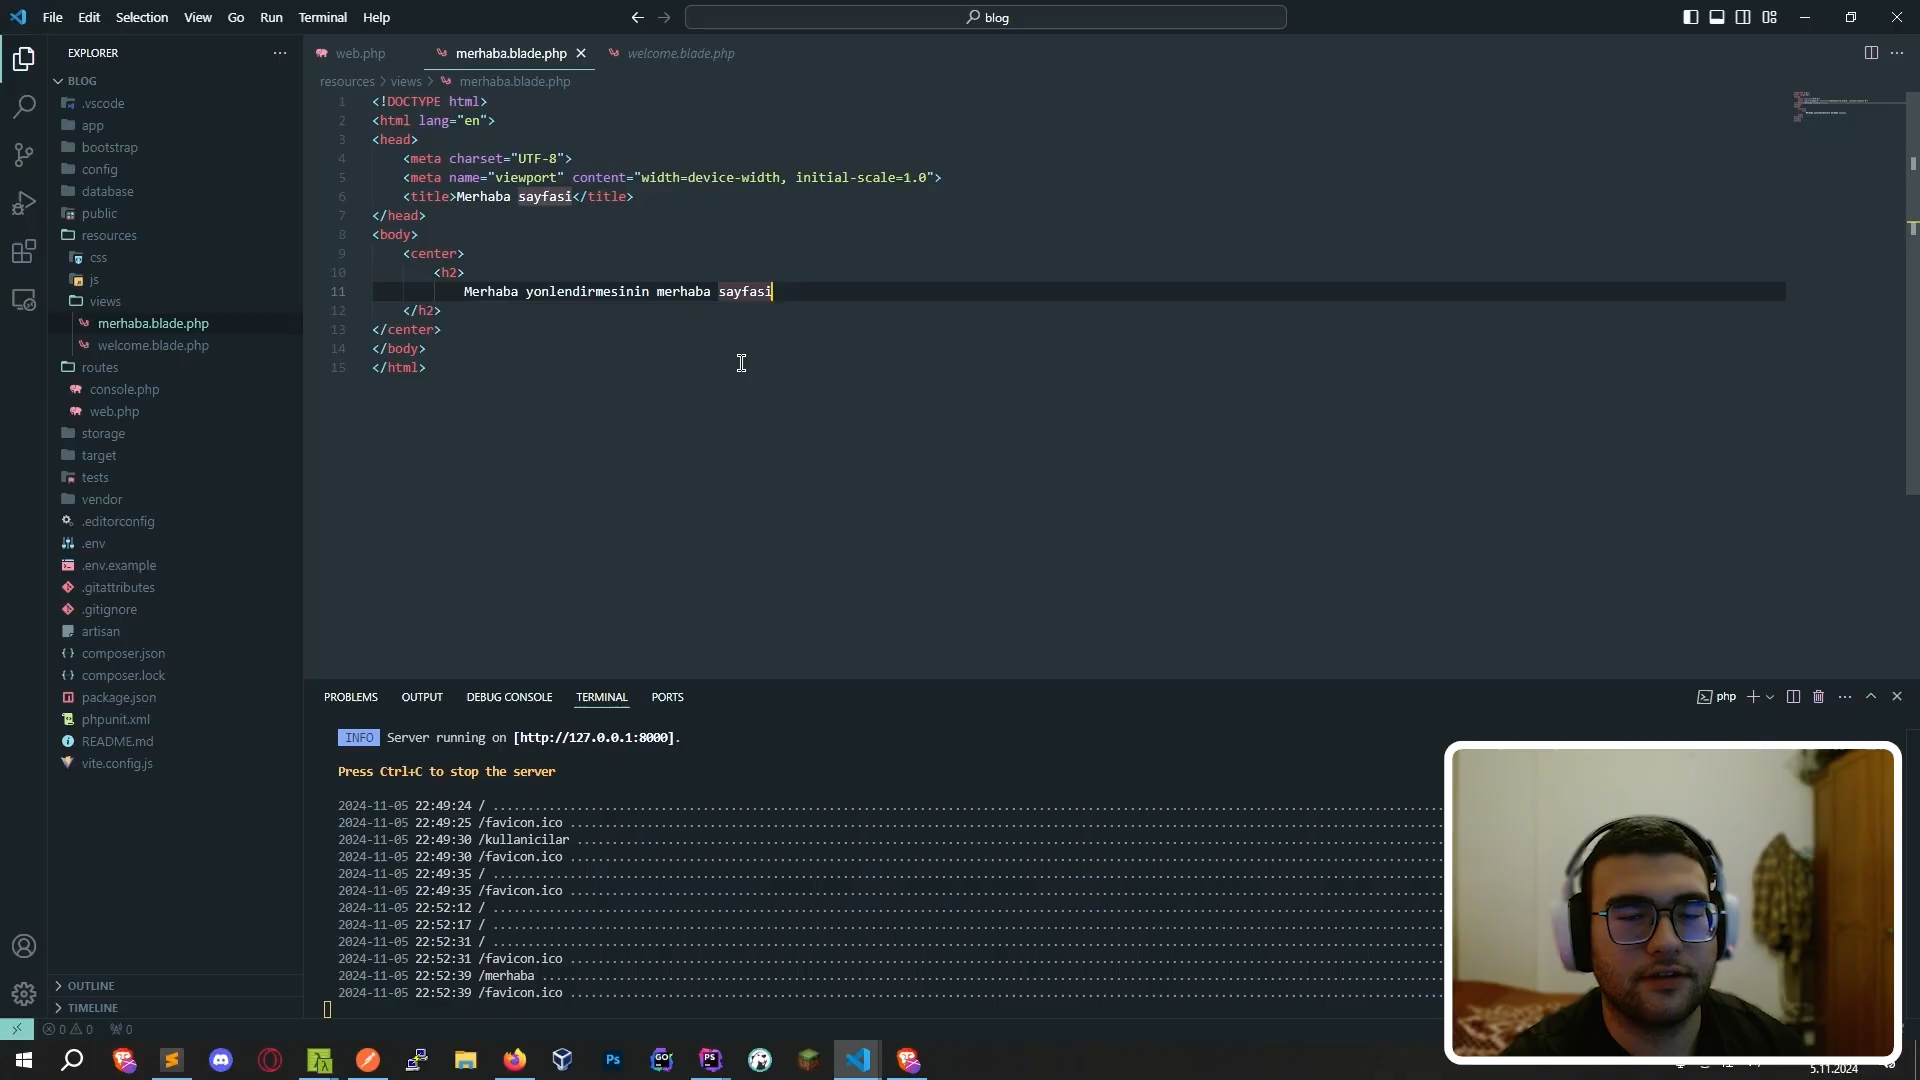 File Edit Selection View Go Run Terminal Help
blog
EXPLORER
web.php
merhaba.blade.php
welcome.blade.php
BLOG
.vscode
app
bootstrap
config
database
public
resources
css
js
views
merhaba.blade.php
welcome.blade.php
routes
console.php
web.php
storage
target
tests
vendor
.editorconfig
.env
.env.example
.gitattributes
.gitignore
artisan
composer.json
composer.lock
package.json
phpunit.xml
README.md
vite.config.js
OUTLINE
TIMELINE
resources > views > merhaba.blade.php
1 <!DOCTYPE html>
2 <html lang="en">
3 <head>
4 <meta charset="UTF-8">
5 <meta name="viewport" content="width=device-width, initial-scale=1.0">
6 <title>Merhaba sayfasi</title>
7 </head>
8 <body>
9 <center>
10 <h2>
11 Merhaba yonlendirmesinin merhaba sayfasi
12 </h2>
13 </center>
14 </body>
15 </html>
PROBLEMS OUTPUT DEBUG CONSOLE TERMINAL PORTS
php
INFO Server running on [http://127.0.0.1:8000].
Press Ctrl+C to stop the server
2024-11-05 22:49:24 /
2024-11-05 22:49:25 /favicon.ico
2024-11-05 22:49:30 /kullanicilar
2024-11-05 22:49:30 /favicon.ico
2024-11-05 22:49:35 /
2024-11-05 22:49:35 /favicon.ico
2024-11-05 22:52:12 /
2024-11-05 22:52:17 /
2024-11-05 22:52:31 /
2024-11-05 22:52:31 /favicon.ico
2024-11-05 22:52:39 /merhaba
2024-11-05 22:52:39 /favicon.ico
0 0 0
Ps
GO
PS
5.11.2024